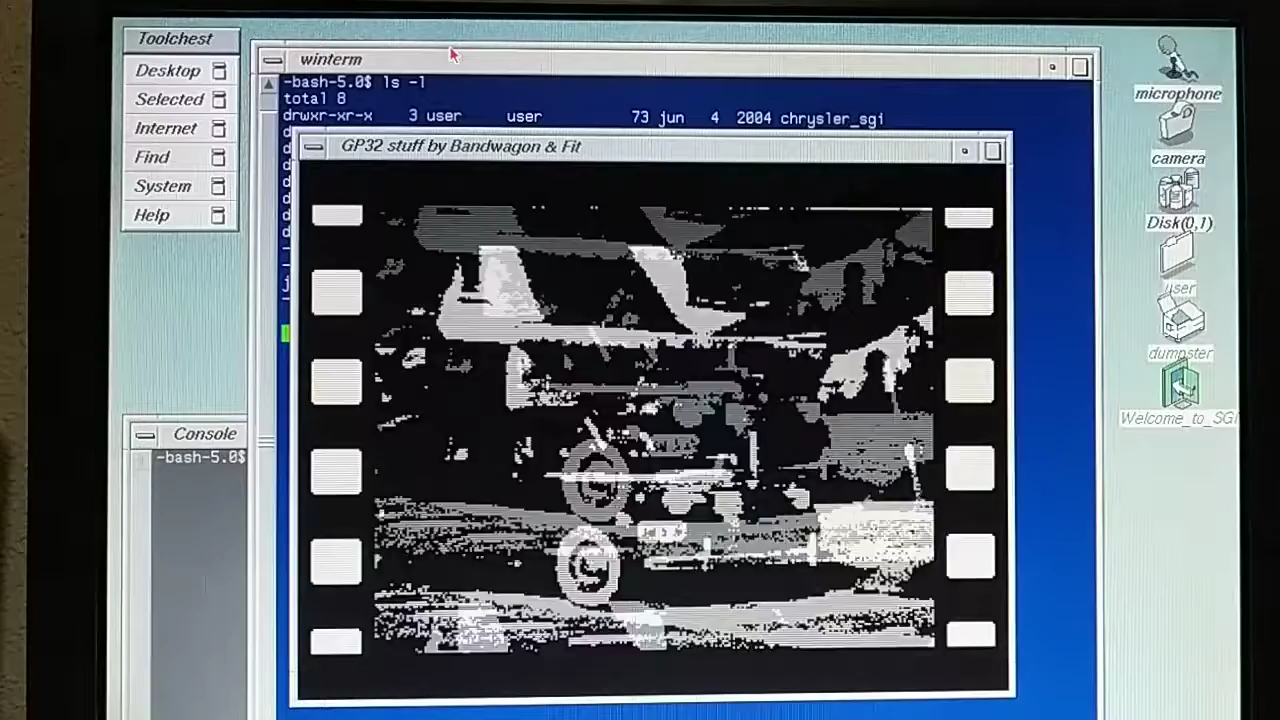 Toolchest
Desktop
Selected
Internet
Find
System
Help
winterm
-bash-5.0$ ls -l
total 8
drwxr-xr-x 3 user user 73 jun 4 2004 chrysler_sgi
d
d
d
d
d
d
d
-
-
j
-
GP32 stuff by Bandwagon & Fit
Console
-bash-5.0$
microphone
camera
Disk(0,1)
user
dumpster
Welcome_to_SGI